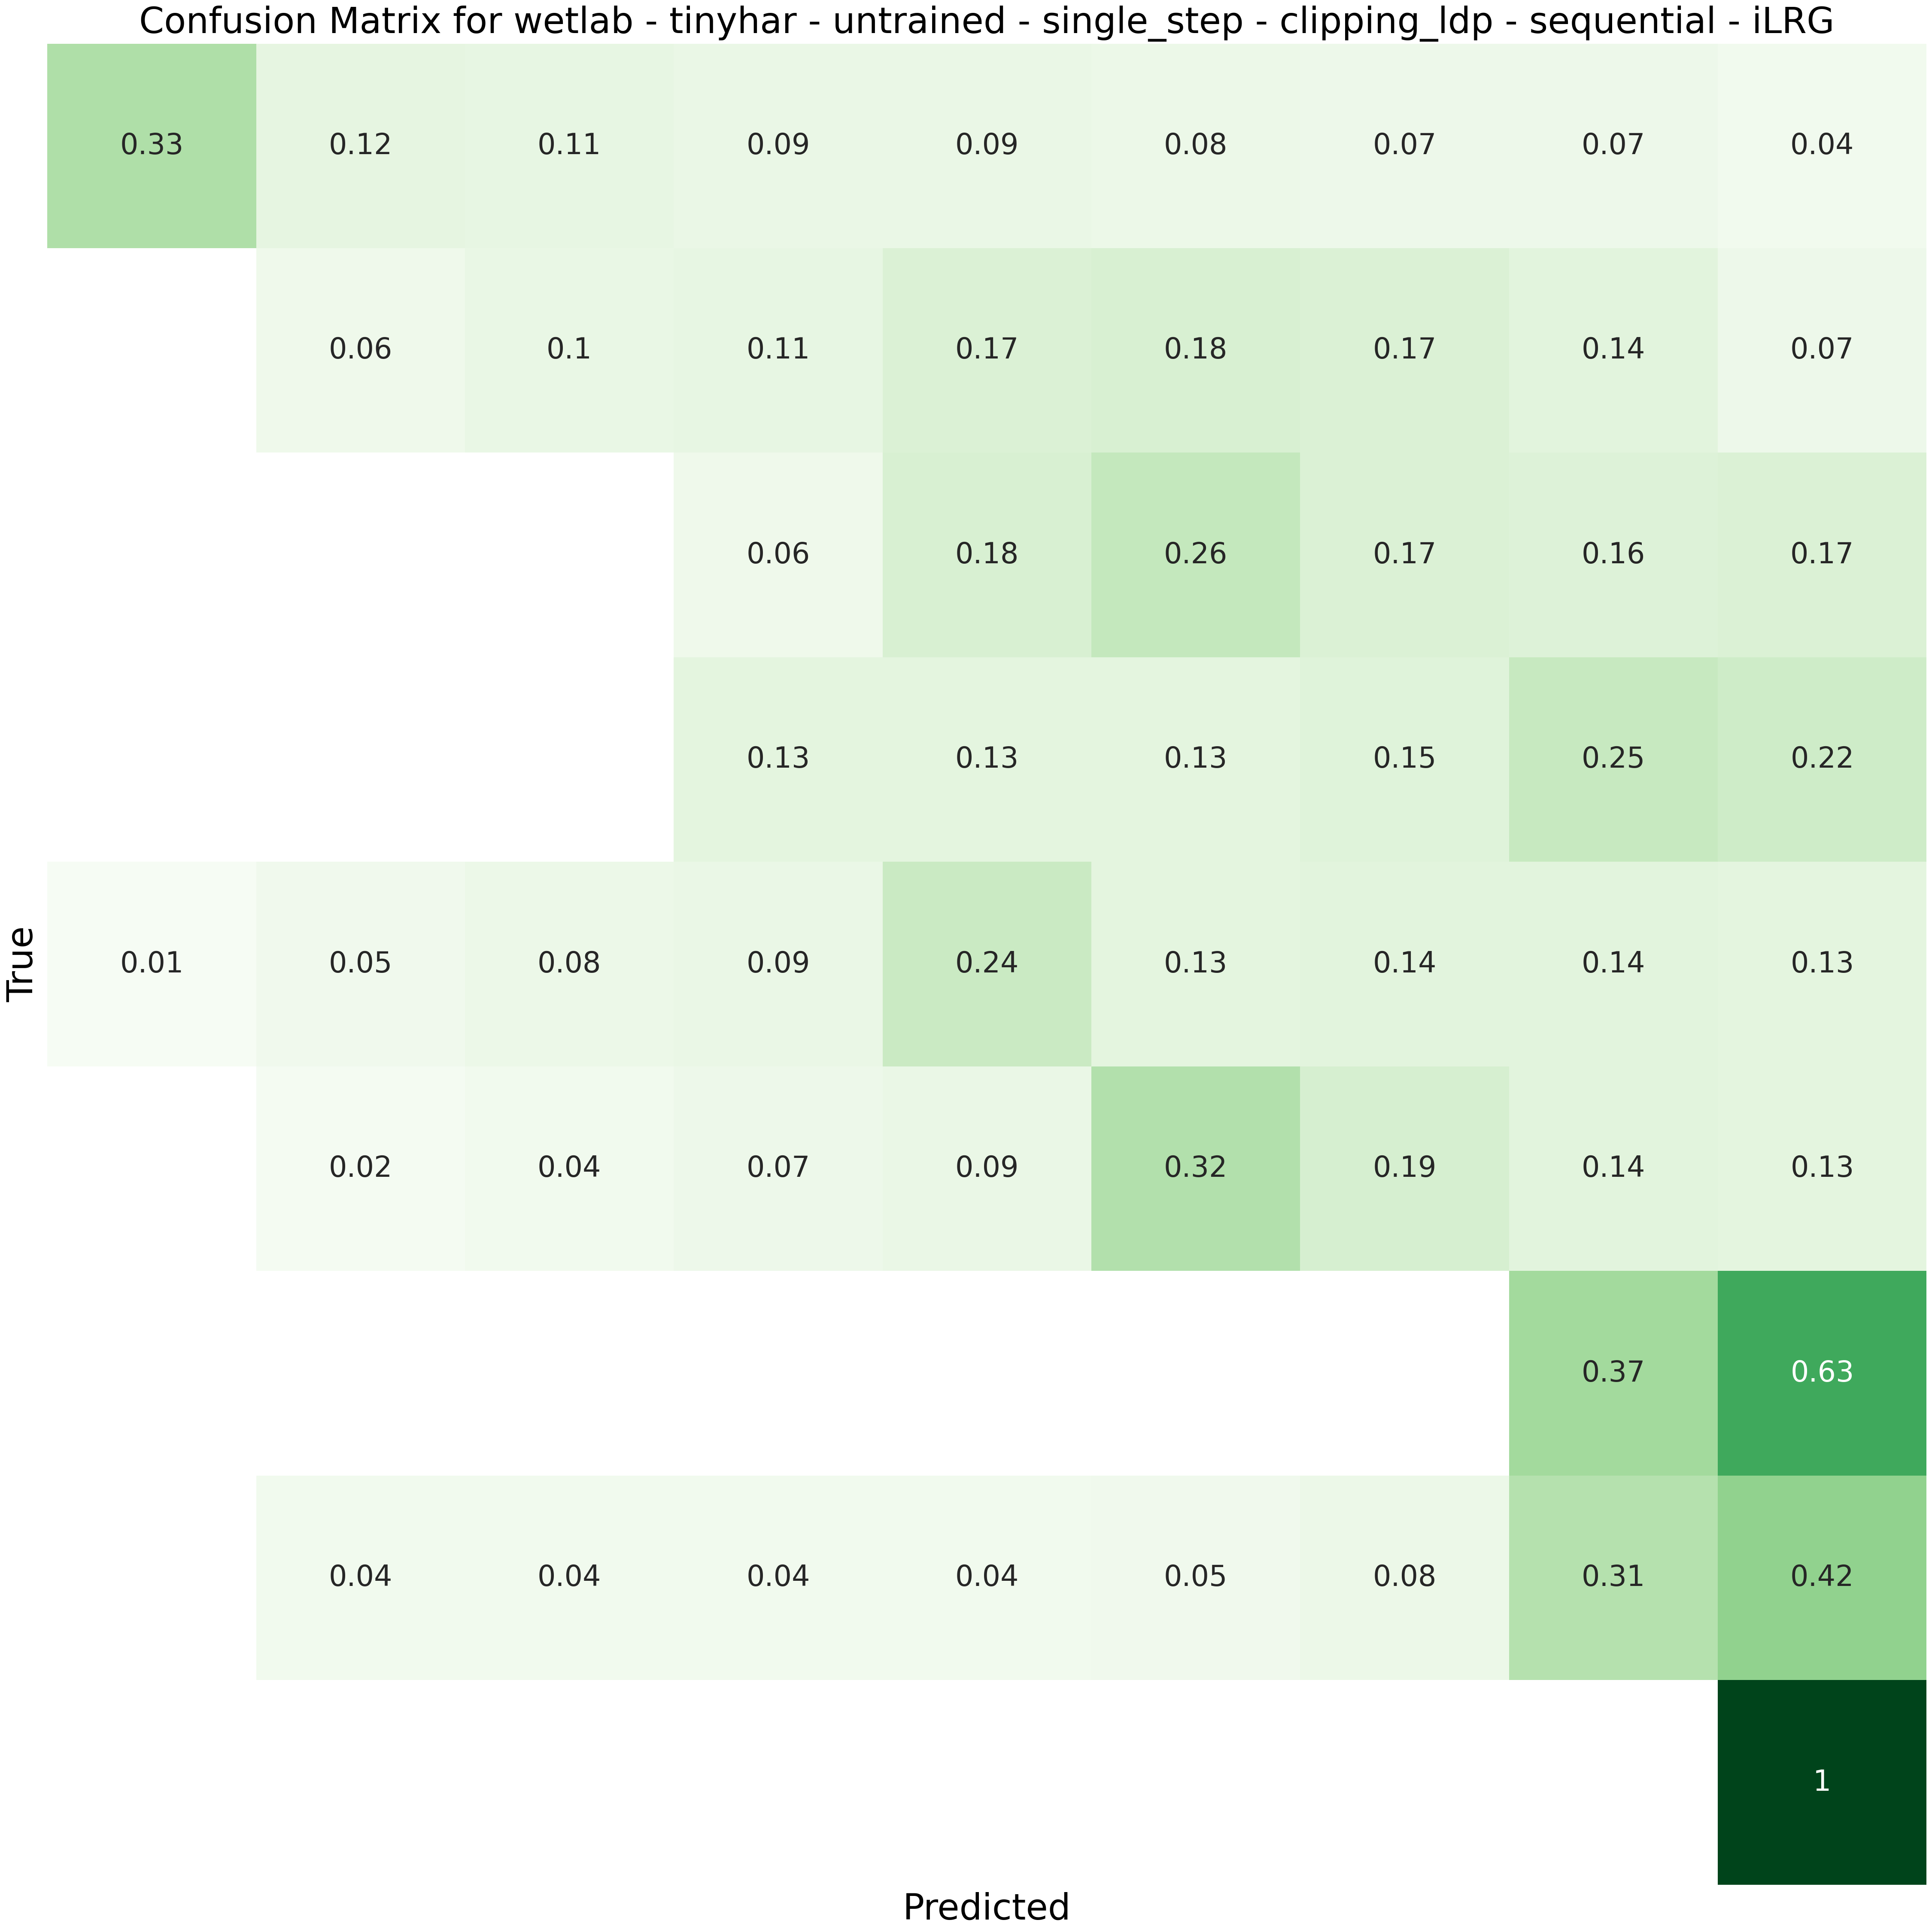 Confusion Matrix for wetlab - tinyhar - untrained - single_step - clipping_ldp - sequential - iLRG
0.33 0.12 0.11 0.09 0.09 0.08 0.07 0.07 0.04
0.06 0.1 0.11 0.17 0.18 0.17 0.14 0.07
0.06 0.18 0.26 0.17 0.16 0.17
0.13 0.13 0.13 0.15 0.25 0.22
True
0.01 0.05 0.08 0.09 0.24 0.13 0.14 0.14 0.13
0.02 0.04 0.07 0.09 0.32 0.19 0.14 0.13
0.37 0.63
0.04 0.04 0.04 0.04 0.05 0.08 0.31 0.42
1
Predicted